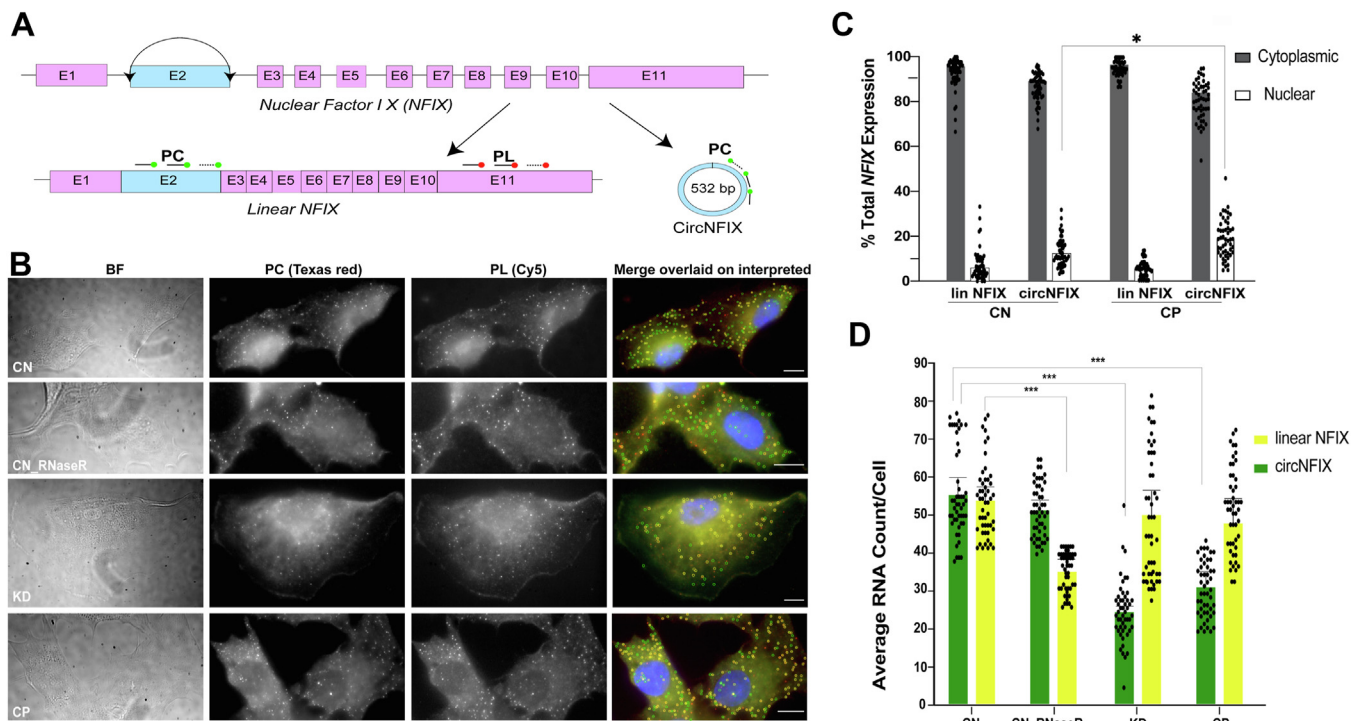 A
E1 E2 E3 E4 E5 E6 E7 E8 E9 E10 E11
Nuclear Factor I X (NFIX)
PC PL PC
E1 E2 E3 E4 E5 E6 E7 E8 E9 E10 E11
532 bp
Linear NFIX
CircNFIX
B
BF PC (Texas red) PL (Cy5) Merge overlaid on interpreted
CN
CN_RNaseR
KD
CP
C
*
% Total NFIX Expression
100
80
60
40
20
0
Cytoplasmic
Nuclear
lin NFIX circNFIX lin NFIX circNFIX
CN CP
D
Average RNA Count/Cell
90
80
70
60
50
40
30
20
10
0
***
***
***
linear NFIX
circNFIX
CN CN_RNaseR KD CP